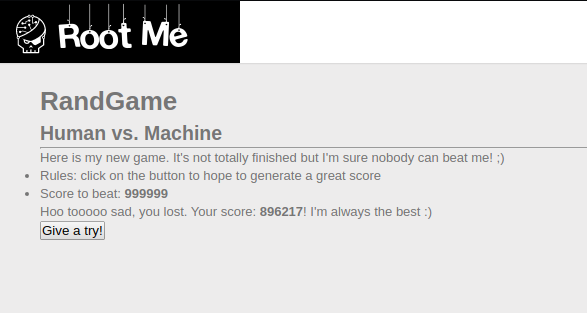 Root Me
RandGame
Human vs. Machine
Here is my new game. It's not totally finished but I'm sure nobody can beat me! ;)
• Rules: click on the button to hope to generate a great score
• Score to beat: 999999
Hoo tooooo sad, you lost. Your score: 896217! I'm always the best :)
Give a try!